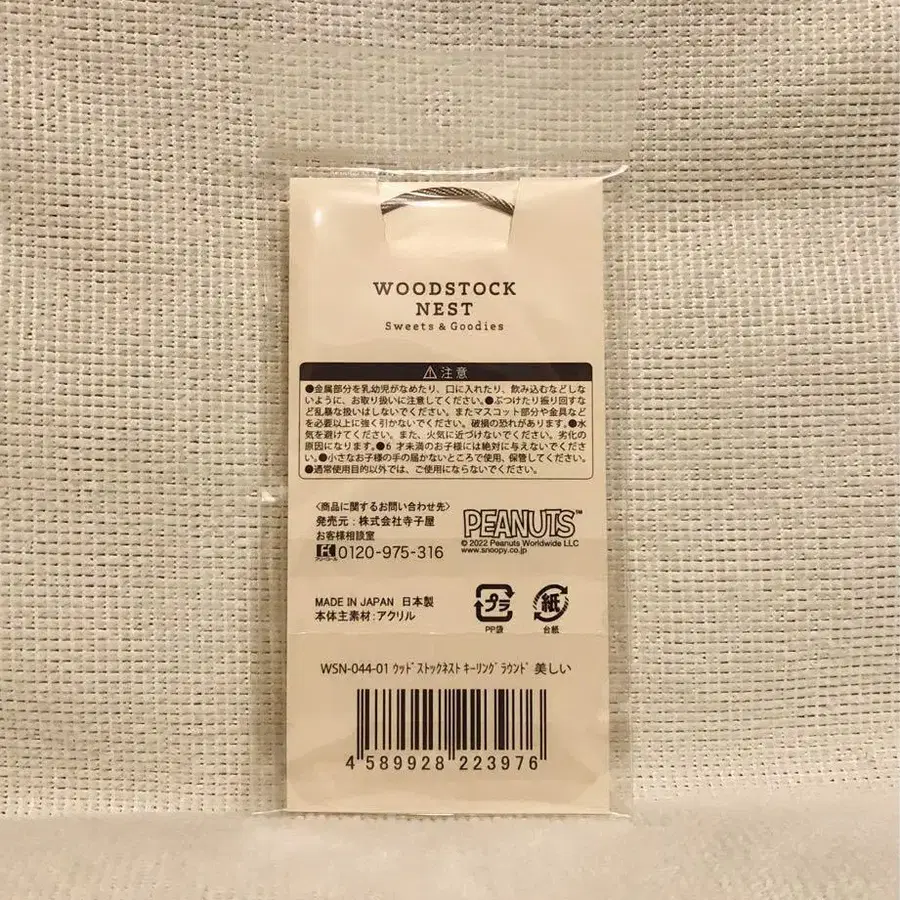 WOODSTOCK
NEST
Sweets & Goodies
⚠注意
●金属部分を乳幼児がなめたり、口に入れたり、飲み込むなどしな
いように、お取り扱いに注意してください。●ぶつけたり振り回すな
ど乱暴な扱いはしないでください。またマスコット部分や金具など
を必要以上に強く引かないでください。破損の恐れがあります。●水
気を避けてください。また、火気に近づけないでください。劣化の
原因になります。●6 才未満のお子様には絶対に与えないでくださ
い。●小さなお子様の手の届かないところで使用、保管してください。
●通常使用目的以外では、ご使用にならないでください。
〈商品に関するお問い合わせ先〉
発売元:株式会社寺子屋
お客様相談室
フリーコール 0120-975-316
PEANUTS™
© 2022 Peanuts Worldwide LLC
www.snoopy.co.jp
MADE IN JAPAN 日本製
本体主素材:アクリル
プラ
PP袋
紙
台紙
WSN-044-01 ｳｯﾄﾞｽﾄｯｸﾈｽﾄ ｷｰﾘﾝｸﾞ ﾗｳﾝﾄﾞ 美しい
4 589928 223976